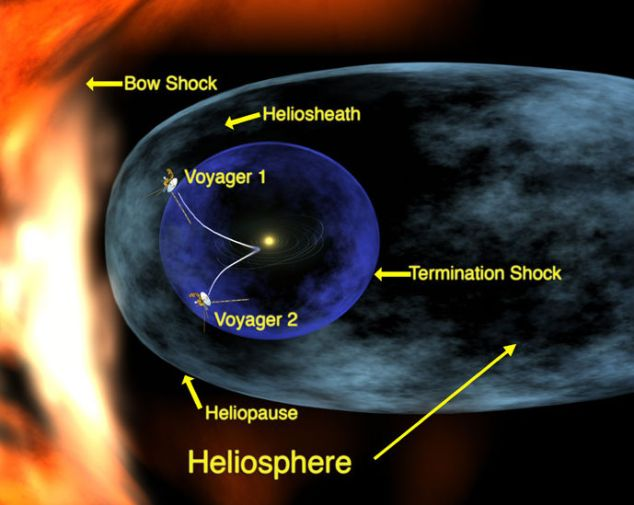 Bow Shock
Heliosheath
Voyager 1
Termination Shock
Voyager 2
Heliopause
Heliosphere